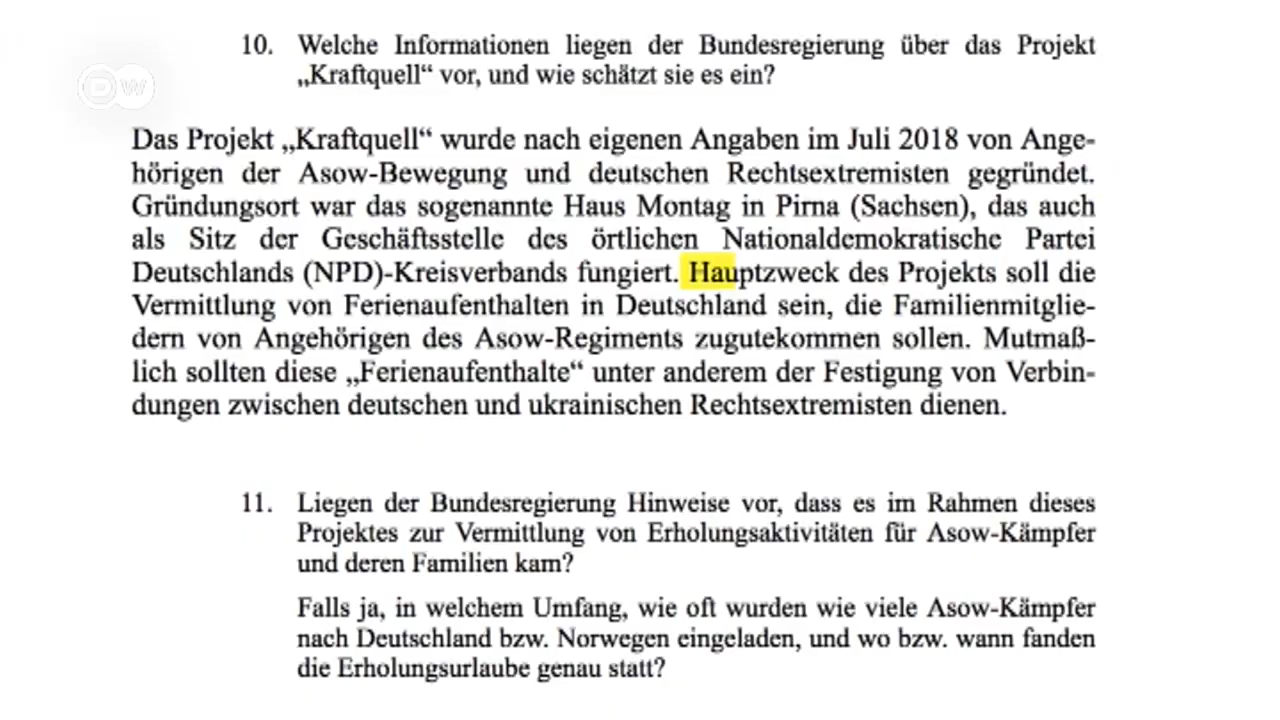 DW
10. Welche Informationen liegen der Bundesregierung über das Projekt
„Kraftquell“ vor, und wie schätzt sie es ein?
Das Projekt „Kraftquell“ wurde nach eigenen Angaben im Juli 2018 von Ange-
hörigen der Asow-Bewegung und deutschen Rechtsextremisten gegründet.
Gründungsort war das sogenannte Haus Montag in Pirna (Sachsen), das auch
als Sitz der Geschäftsstelle des örtlichen Nationaldemokratische Partei
Deutschlands (NPD)-Kreisverbands fungiert. Hauptzweck des Projekts soll die
Vermittlung von Ferienaufenthalten in Deutschland sein, die Familienmitglie-
dern von Angehörigen des Asow-Regiments zugutekommen sollen. Mutmaß-
lich sollten diese „Ferienaufenthalte“ unter anderem der Festigung von Verbin-
dungen zwischen deutschen und ukrainischen Rechtsextremisten dienen.
11. Liegen der Bundesregierung Hinweise vor, dass es im Rahmen dieses
Projektes zur Vermittlung von Erholungsaktivitäten für Asow-Kämpfer
und deren Familien kam?
Falls ja, in welchem Umfang, wie oft wurden wie viele Asow-Kämpfer
nach Deutschland bzw. Norwegen eingeladen, und wo bzw. wann fanden
die Erholungsurlaube genau statt?